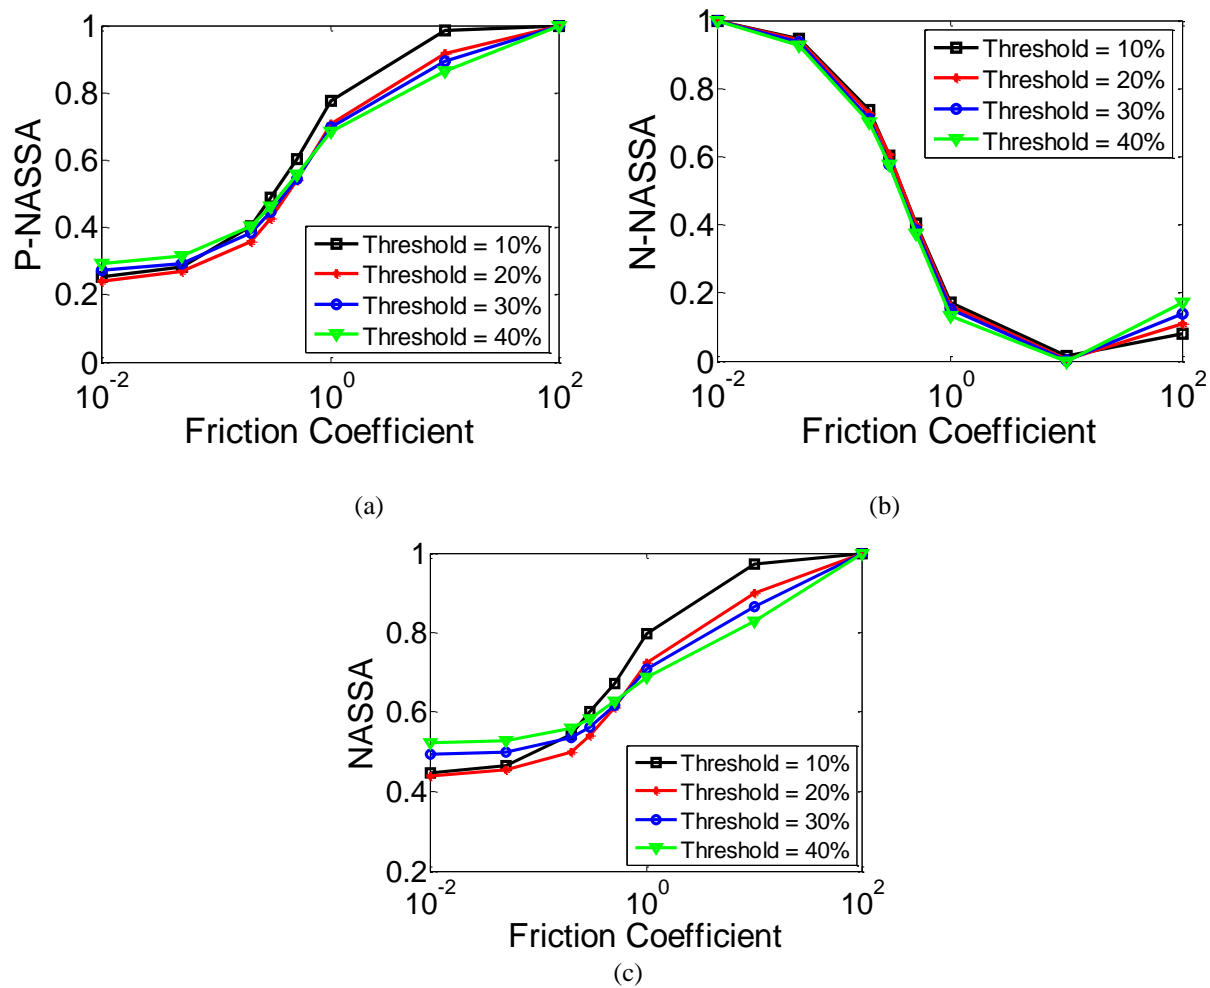 1
0.8
0.6
0.4
0.2
0
P-NASSA
10^-2
10^0
10^2
Friction Coefficient
Threshold = 10%
Threshold = 20%
Threshold = 30%
Threshold = 40%
(a)
1
0.8
0.6
0.4
0.2
0
N-NASSA
10^-2
10^0
10^2
Friction Coefficient
Threshold = 10%
Threshold = 20%
Threshold = 30%
Threshold = 40%
(b)
1
0.8
0.6
0.4
0.2
NASSA
10^-2
10^0
10^2
Friction Coefficient
Threshold = 10%
Threshold = 20%
Threshold = 30%
Threshold = 40%
(c)